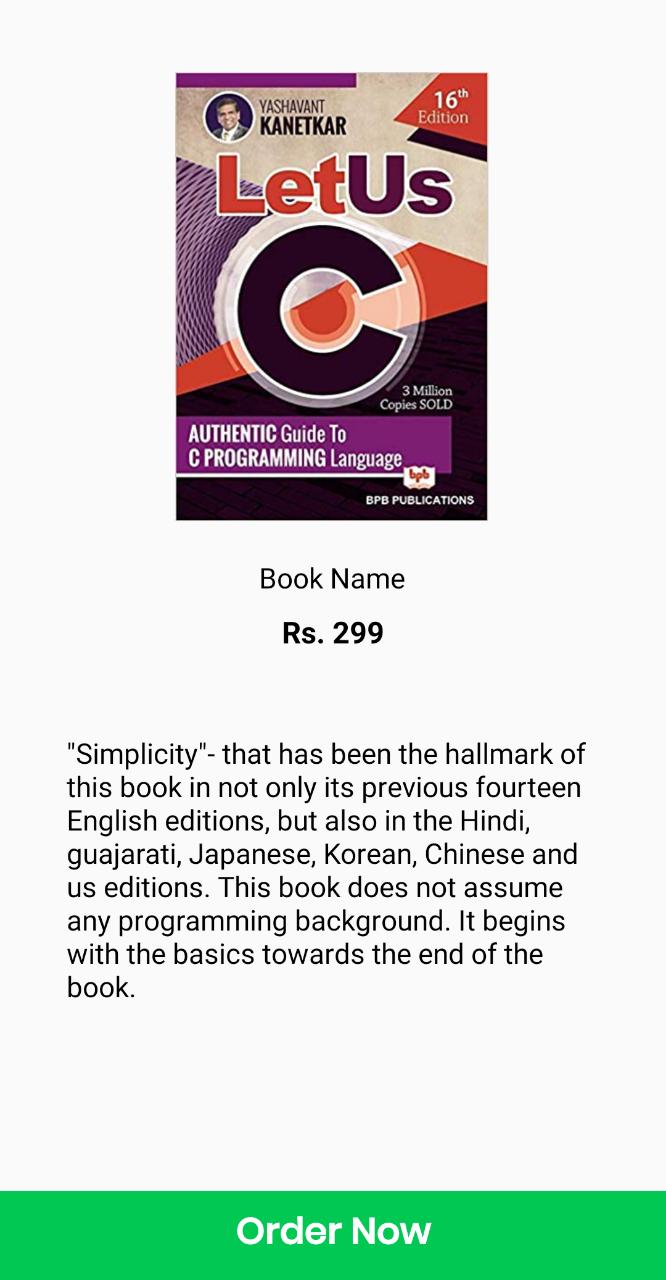 YASHAVANT
KANETKAR
16th
Edition
LetUs
C
3 Million
Copies SOLD
AUTHENTIC Guide To
C PROGRAMMING Language
bpb
BPB PUBLICATIONS
Book Name
Rs. 299
"Simplicity"- that has been the hallmark of
this book in not only its previous fourteen
English editions, but also in the Hindi,
guajarati, Japanese, Korean, Chinese and
us editions. This book does not assume
any programming background. It begins
with the basics towards the end of the
book.
Order Now